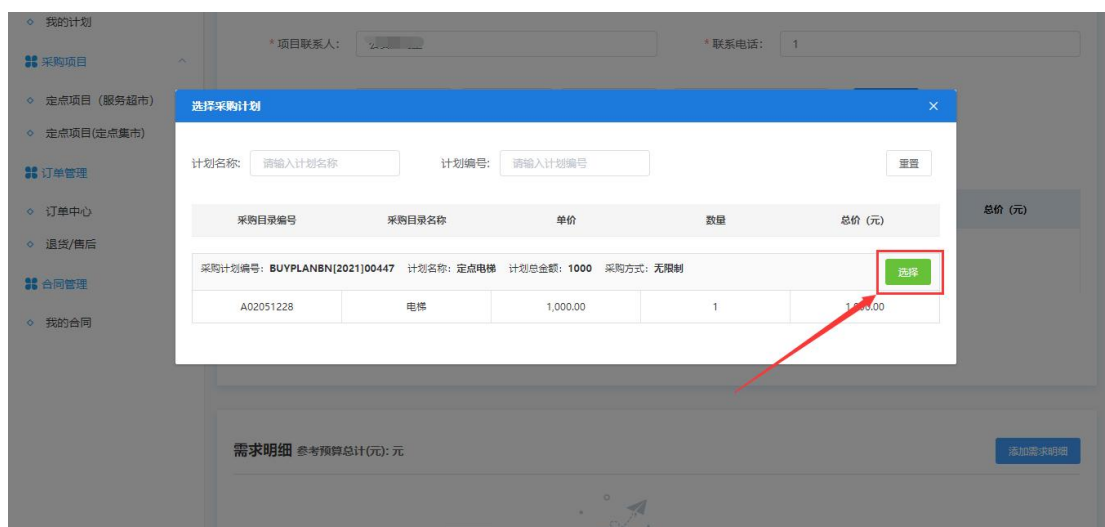 我的计划
采购项目
定点项目（服务超市）
定点项目(定点集市)
订单管理
订单中心
退货/售后
合同管理
我的合同
*项目联系人：
*联系电话： 1
选择采购计划
计划名称: 请输入计划名称 计划编号: 请输入计划编号 重置
采购目录编号 采购目录名称 单价 数量 总价（元）
采购计划编号：BUYPLANBN[2021]00447 计划名称：定点电梯 计划总金额：1000 采购方式：无限制 选择
A02051228 电梯 1,000.00 1 1,000.00
总价（元）
需求明细 参考预算总计(元): 元 添加需求明细